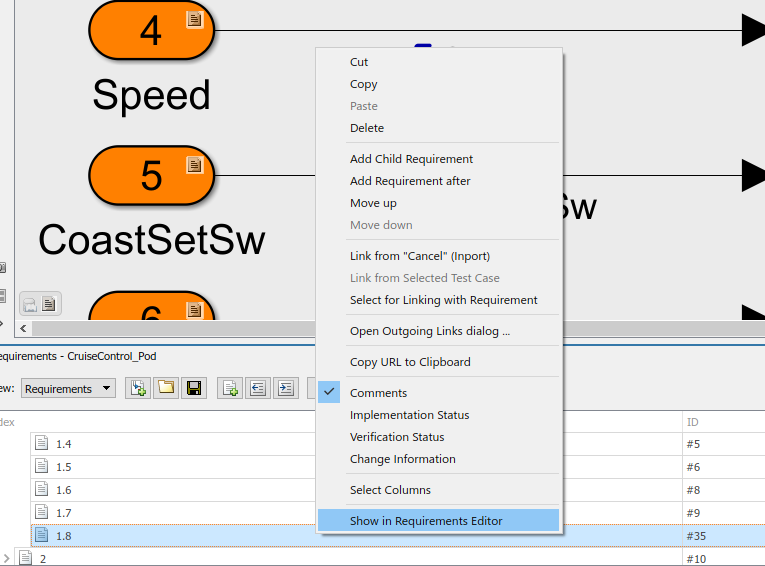 4
Speed
5
CoastSetSw
Sw
6
Cut
Copy
Paste
Delete
Add Child Requirement
Add Requirement after
Move up
Move down
Link from "Cancel" (Inport)
Link from Selected Test Case
Select for Linking with Requirement
Open Outgoing Links dialog ...
Copy URL to Clipboard
Comments
Implementation Status
Verification Status
Change Information
Select Columns
Show in Requirements Editor
equirements - CruiseControl_Pod
ew: Requirements
dex ID
1.4 #5
1.5 #6
1.6 #8
1.7 #9
1.8 #35
2 #10